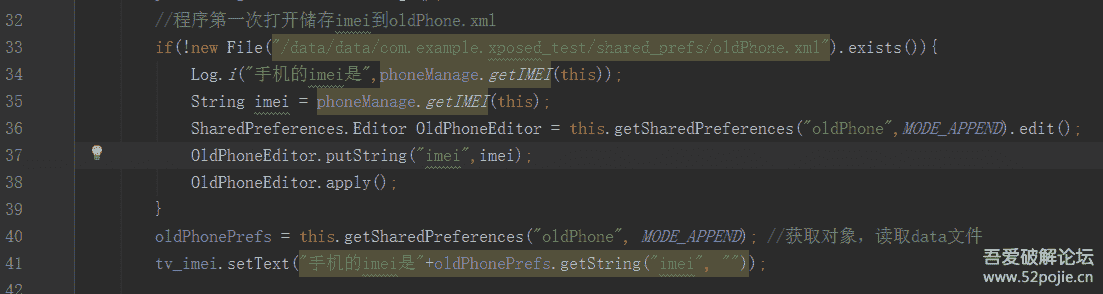 32 //程序第一次打开储存imei到oldPhone.xml
33 if(!new File("/data/data/com.example.xposed_test/shared_prefs/oldPhone.xml").exists()){
34 Log.i("手机的imei是",phoneManage.getIMEI(this));
35 String imei = phoneManage.getIMEI(this);
36 SharedPreferences.Editor OldPhoneEditor = this.getSharedPreferences("oldPhone",MODE_APPEND).edit();
37 OldPhoneEditor.putString("imei",imei);
38 OldPhoneEditor.apply();
39 }
40 oldPhonePrefs = this.getSharedPreferences("oldPhone", MODE_APPEND); //获取对象，读取data文件
41 tv_imei.setText("手机的imei是"+oldPhonePrefs.getString("imei", ""));
42
吾爱破解论坛
www.52pojie.cn